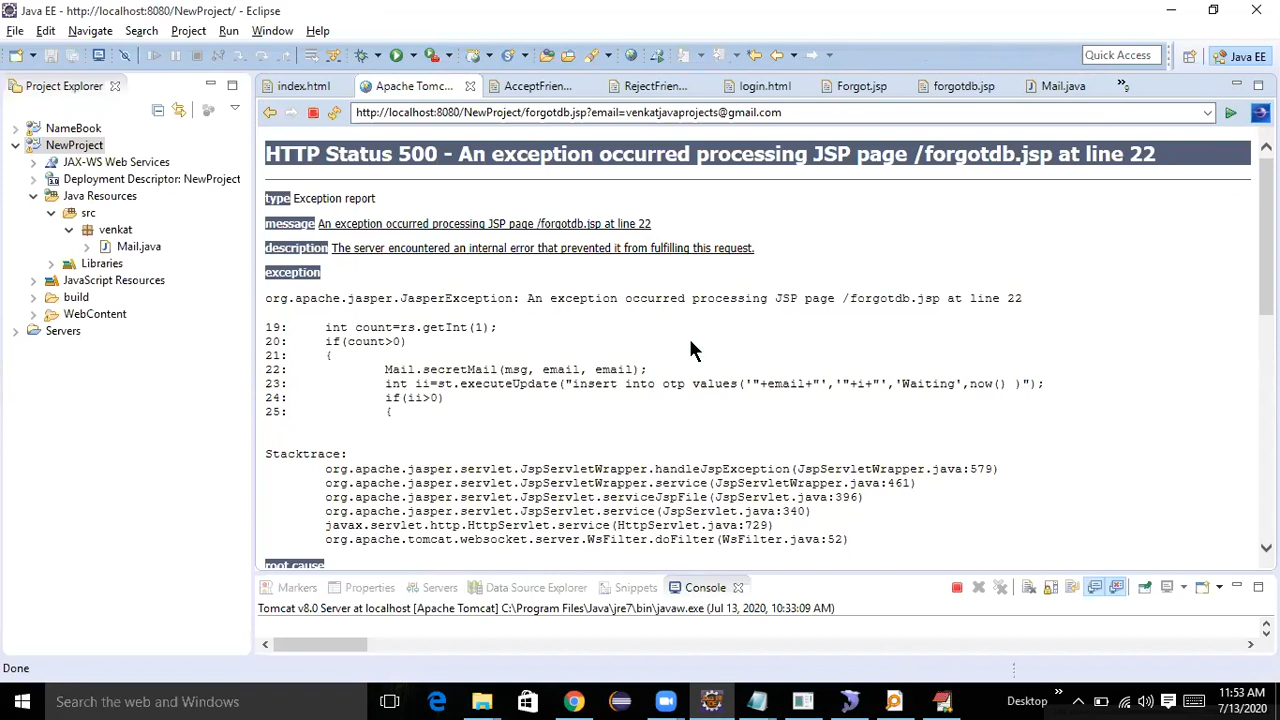 Java EE - http://localhost:8080/NewProject/ - Eclipse
File Edit Navigate Search Project Run Window Help
Quick Access
Java EE
Project Explorer
index.html
Apache Tomc...
AcceptFrien...
RejectFrien...
login.html
Forgot.jsp
forgotdb.jsp
Mail.java
»9
http://localhost:8080/NewProject/forgotdb.jsp?email=venkatjavaprojects@gmail.com
NameBook
NewProject
JAX-WS Web Services
Deployment Descriptor: NewProject
Java Resources
src
venkat
Mail.java
Libraries
JavaScript Resources
build
WebContent
Servers
HTTP Status 500 - An exception occurred processing JSP page /forgotdb.jsp at line 22
type Exception report
message An exception occurred processing JSP page /forgotdb.jsp at line 22
description The server encountered an internal error that prevented it from fulfilling this request.
exception
org.apache.jasper.JasperException: An exception occurred processing JSP page /forgotdb.jsp at line 22
19: int count=rs.getInt(1);
20: if(count>0)
21: {
22: Mail.secretMail(msg, email, email);
23: int ii=st.executeUpdate("insert into otp values('"+email+"','"+i+"','Waiting',now() )");
24: if(ii>0)
25: {
Stacktrace:
org.apache.jasper.servlet.JspServletWrapper.handleJspException(JspServletWrapper.java:579)
org.apache.jasper.servlet.JspServletWrapper.service(JspServletWrapper.java:461)
org.apache.jasper.servlet.JspServlet.serviceJspFile(JspServlet.java:396)
org.apache.jasper.servlet.JspServlet.service(JspServlet.java:340)
javax.servlet.http.HttpServlet.service(HttpServlet.java:729)
org.apache.tomcat.websocket.server.WsFilter.doFilter(WsFilter.java:52)
root cause
Markers
Properties
Servers
Data Source Explorer
Snippets
Console
Tomcat v8.0 Server at localhost [Apache Tomcat] C:\Program Files\Java\jre7\bin\javaw.exe (Jul 13, 2020, 10:33:09 AM)
Done
Search the web and Windows
Desktop
»
11:53 AM
7/13/2020